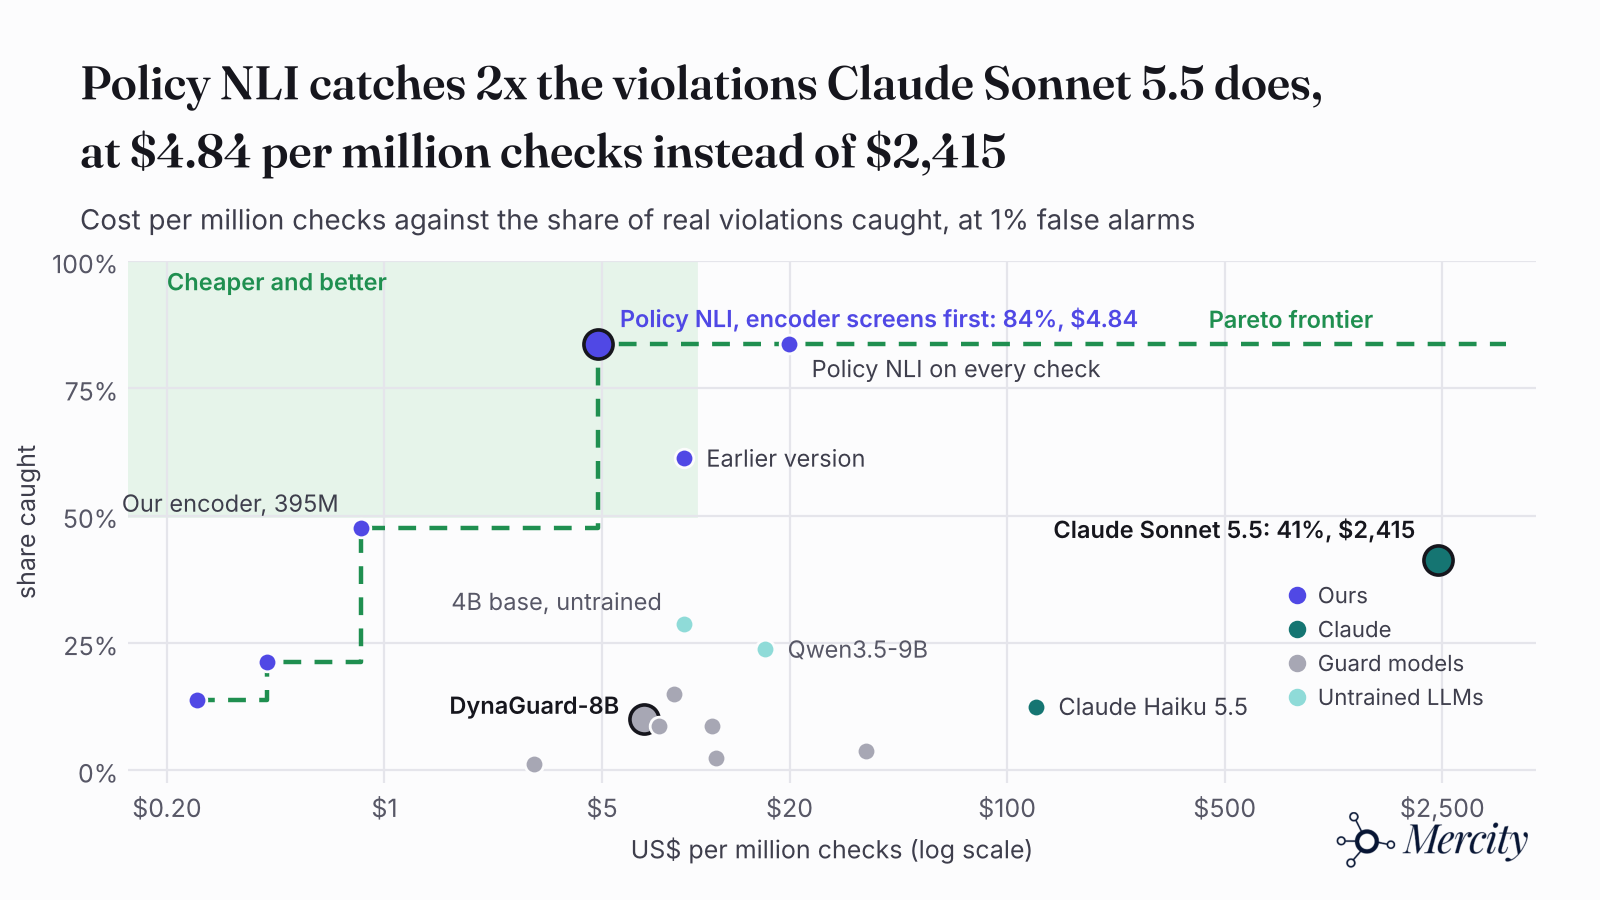 Policy NLI catches 2x the violations Claude Sonnet 5.5 does,
at $4.84 per million checks instead of $2,415
Cost per million checks against the share of real violations caught, at 1% false alarms
100%
Cheaper and better
Policy NLI, encoder screens first: 84%, $4.84
Pareto frontier
Policy NLI on every check
75%
Earlier version
share caught
Our encoder, 395M
50%
Claude Sonnet 5.5: 41%, $2,415
4B base, untrained
Ours
Claude
25%
Qwen3.5-9B
Guard models
Untrained LLMs
DynaGuard-8B
Claude Haiku 5.5
0%
$0.20 $1 $5 $20 $100 $500 $2,500
US$ per million checks (log scale)
Mercity